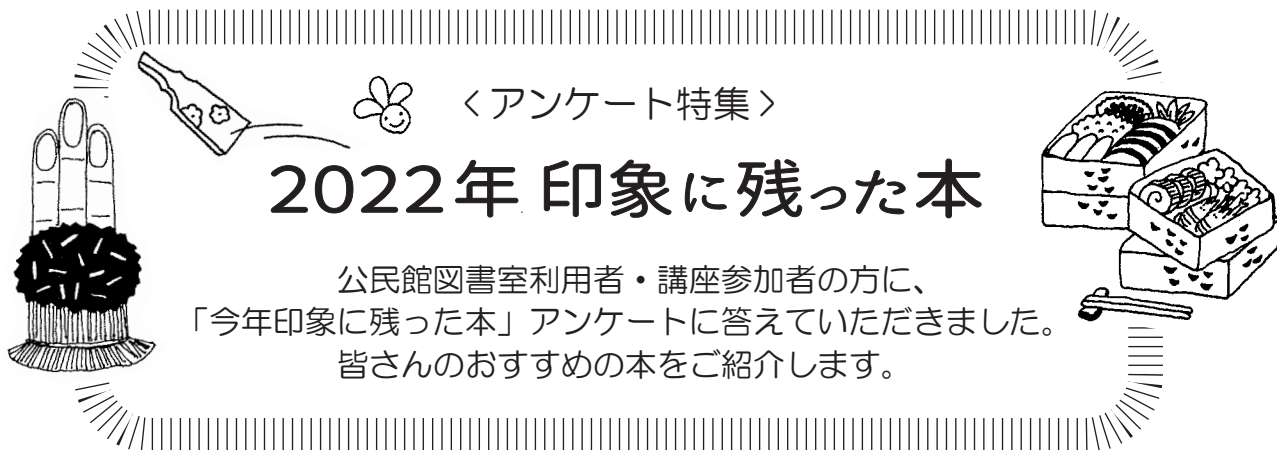 〈アンケート特集〉
2022年 印象に残った本
公民館図書室利用者・講座参加者の方に、
「今年印象に残った本」アンケートに答えていただきました。
皆さんのおすすめの本をご紹介します。